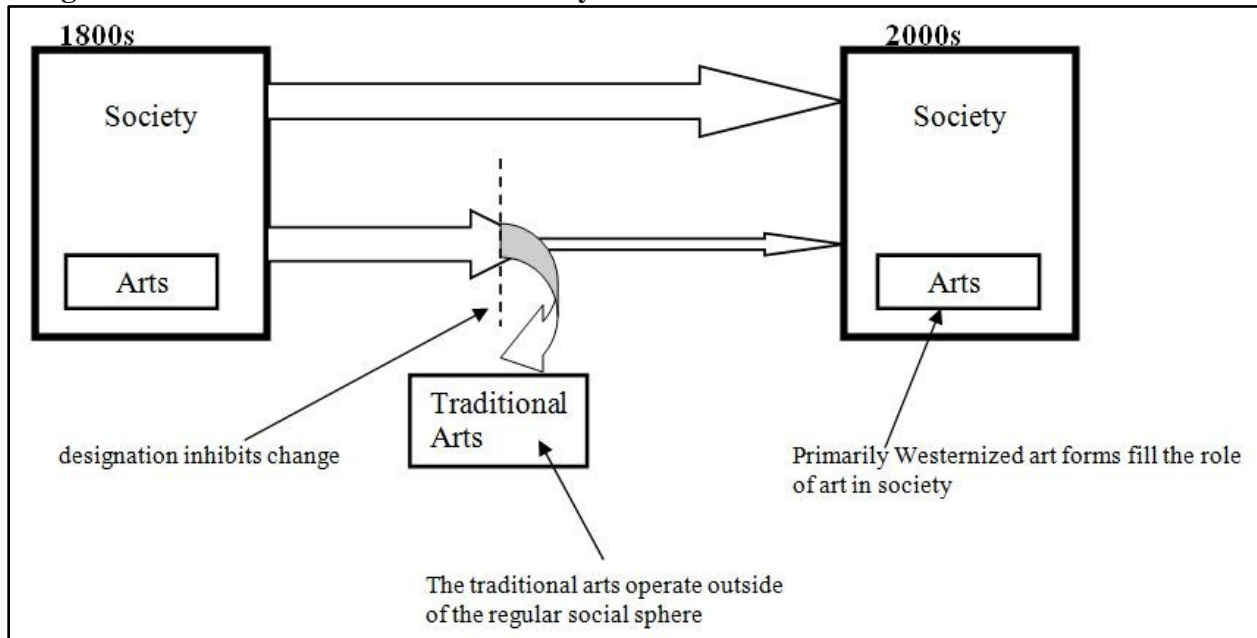 1800s
2000s
Society
Society
Arts
Arts
Traditional
Arts
designation inhibits change
Primarily Westernized art forms fill the role
of art in society
The traditional arts operate outside
of the regular social sphere